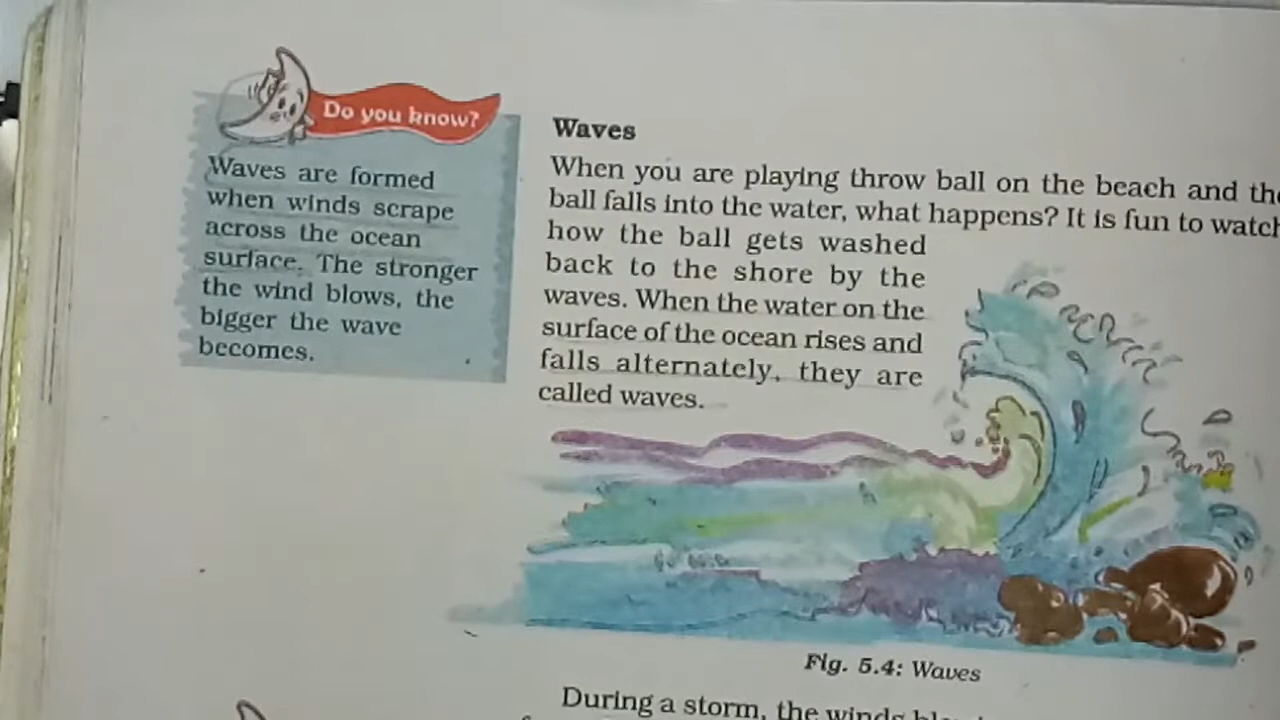 Do you know?
Waves are formed
when winds scrape
across the ocean
surface. The stronger
the wind blows, the
bigger the wave
becomes.
Waves
When you are playing throw ball on the beach and the
ball falls into the water, what happens? It is fun to watch
how the ball gets washed
back to the shore by the
waves. When the water on the
surface of the ocean rises and
falls alternately, they are
called waves.
Fig. 5.4: Waves
During a storm, the winds